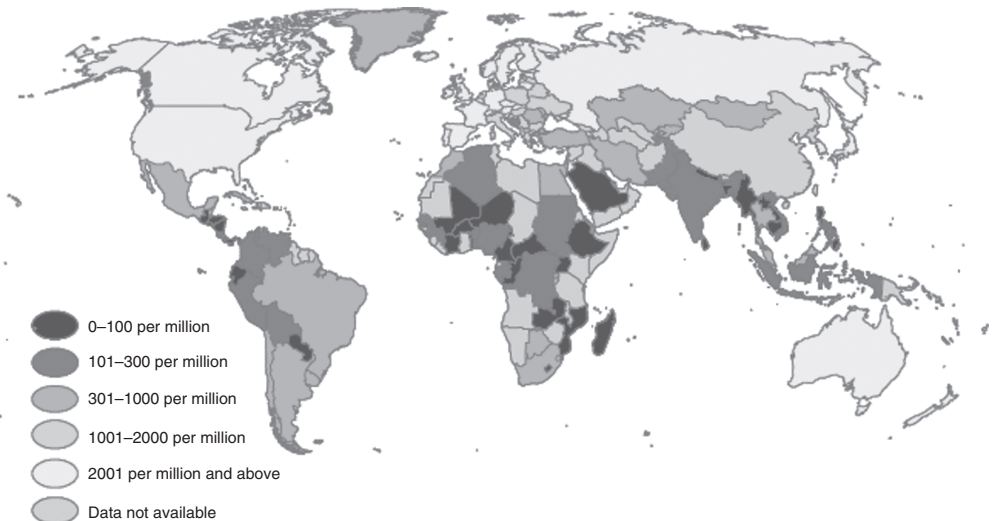 0–100 per million
101–300 per million
301–1000 per million
1001–2000 per million
2001 per million and above
Data not available